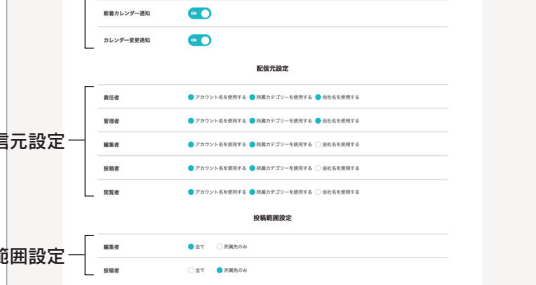 新着カレンダー通知 ON
カレンダー変更通知 ON
配信元設定
責任者 アカウント名を使用する 所属カテゴリーを使用する 会社名を使用する
管理者 アカウント名を使用する 所属カテゴリーを使用する 会社名を使用する
信元設定
編集者 アカウント名を使用する 所属カテゴリーを使用する 会社名を使用する
投稿者 アカウント名を使用する 所属カテゴリーを使用する 会社名を使用する
閲覧者 アカウント名を使用する 所属カテゴリーを使用する 会社名を使用する
投稿範囲設定
編集者 全て 所属先のみ
範囲設定
投稿者 全て 所属先のみ